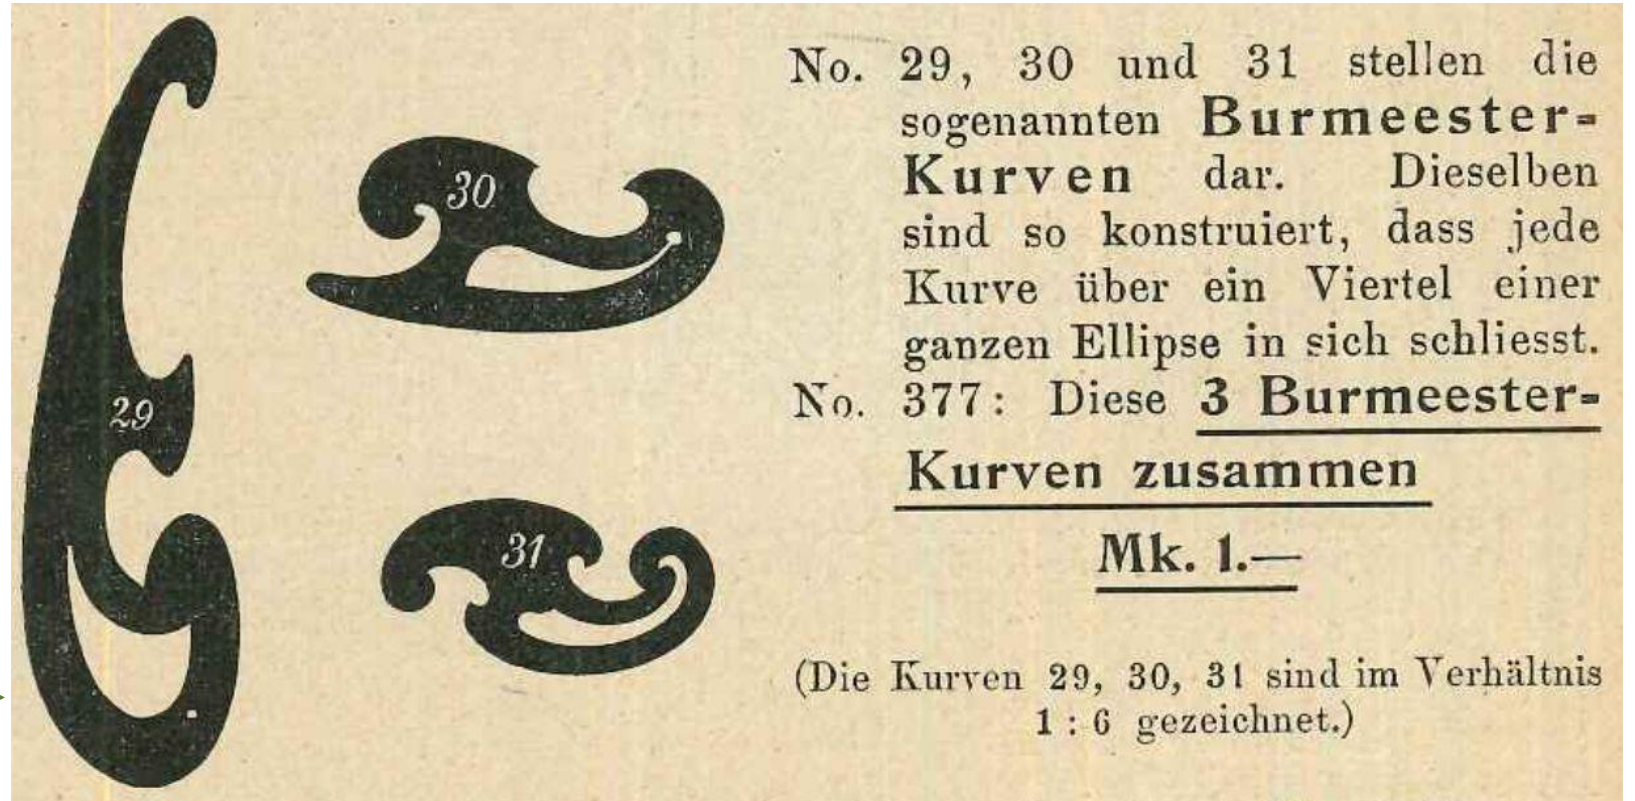 No. 29, 30 und 31 stellen die
sogenannten Burmeester-
Kurven dar. Dieselben
sind so konstruiert, dass jede
Kurve über ein Viertel einer
ganzen Ellipse in sich schliesst.
No. 377: Diese 3 Burmeester-
Kurven zusammen
Mk. 1.—
(Die Kurven 29, 30, 31 sind im Verhältnis
1 : 6 gezeichnet.)
29
30
31